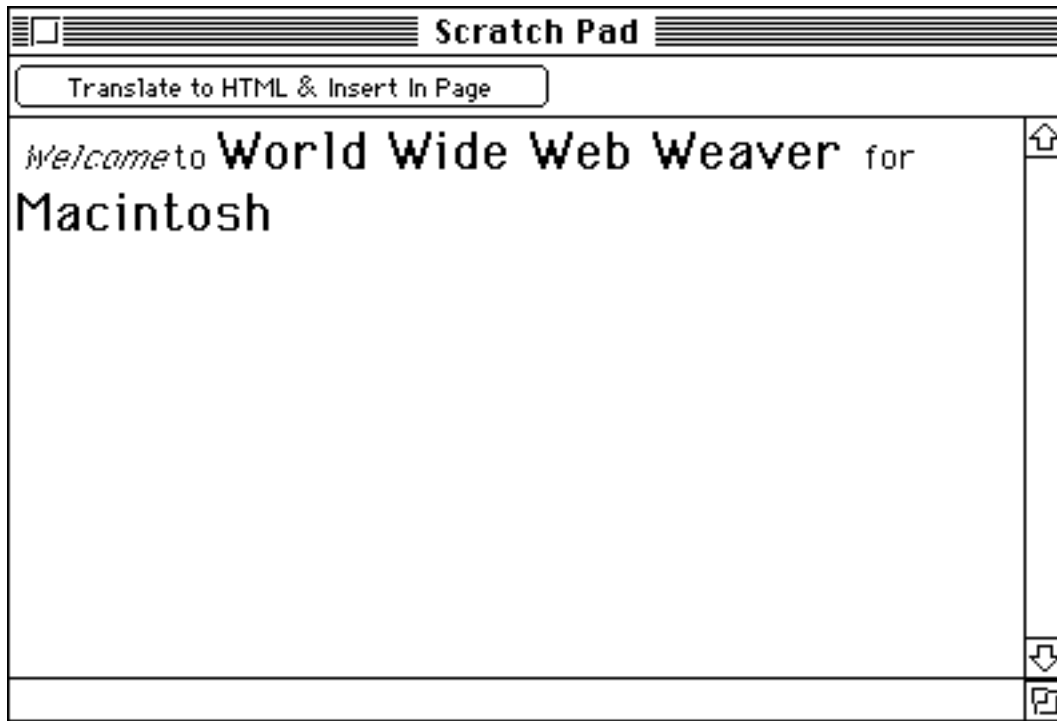 Scratch Pad
Translate to HTML & Insert In Page
Welcome to World Wide Web Weaver for
Macintosh